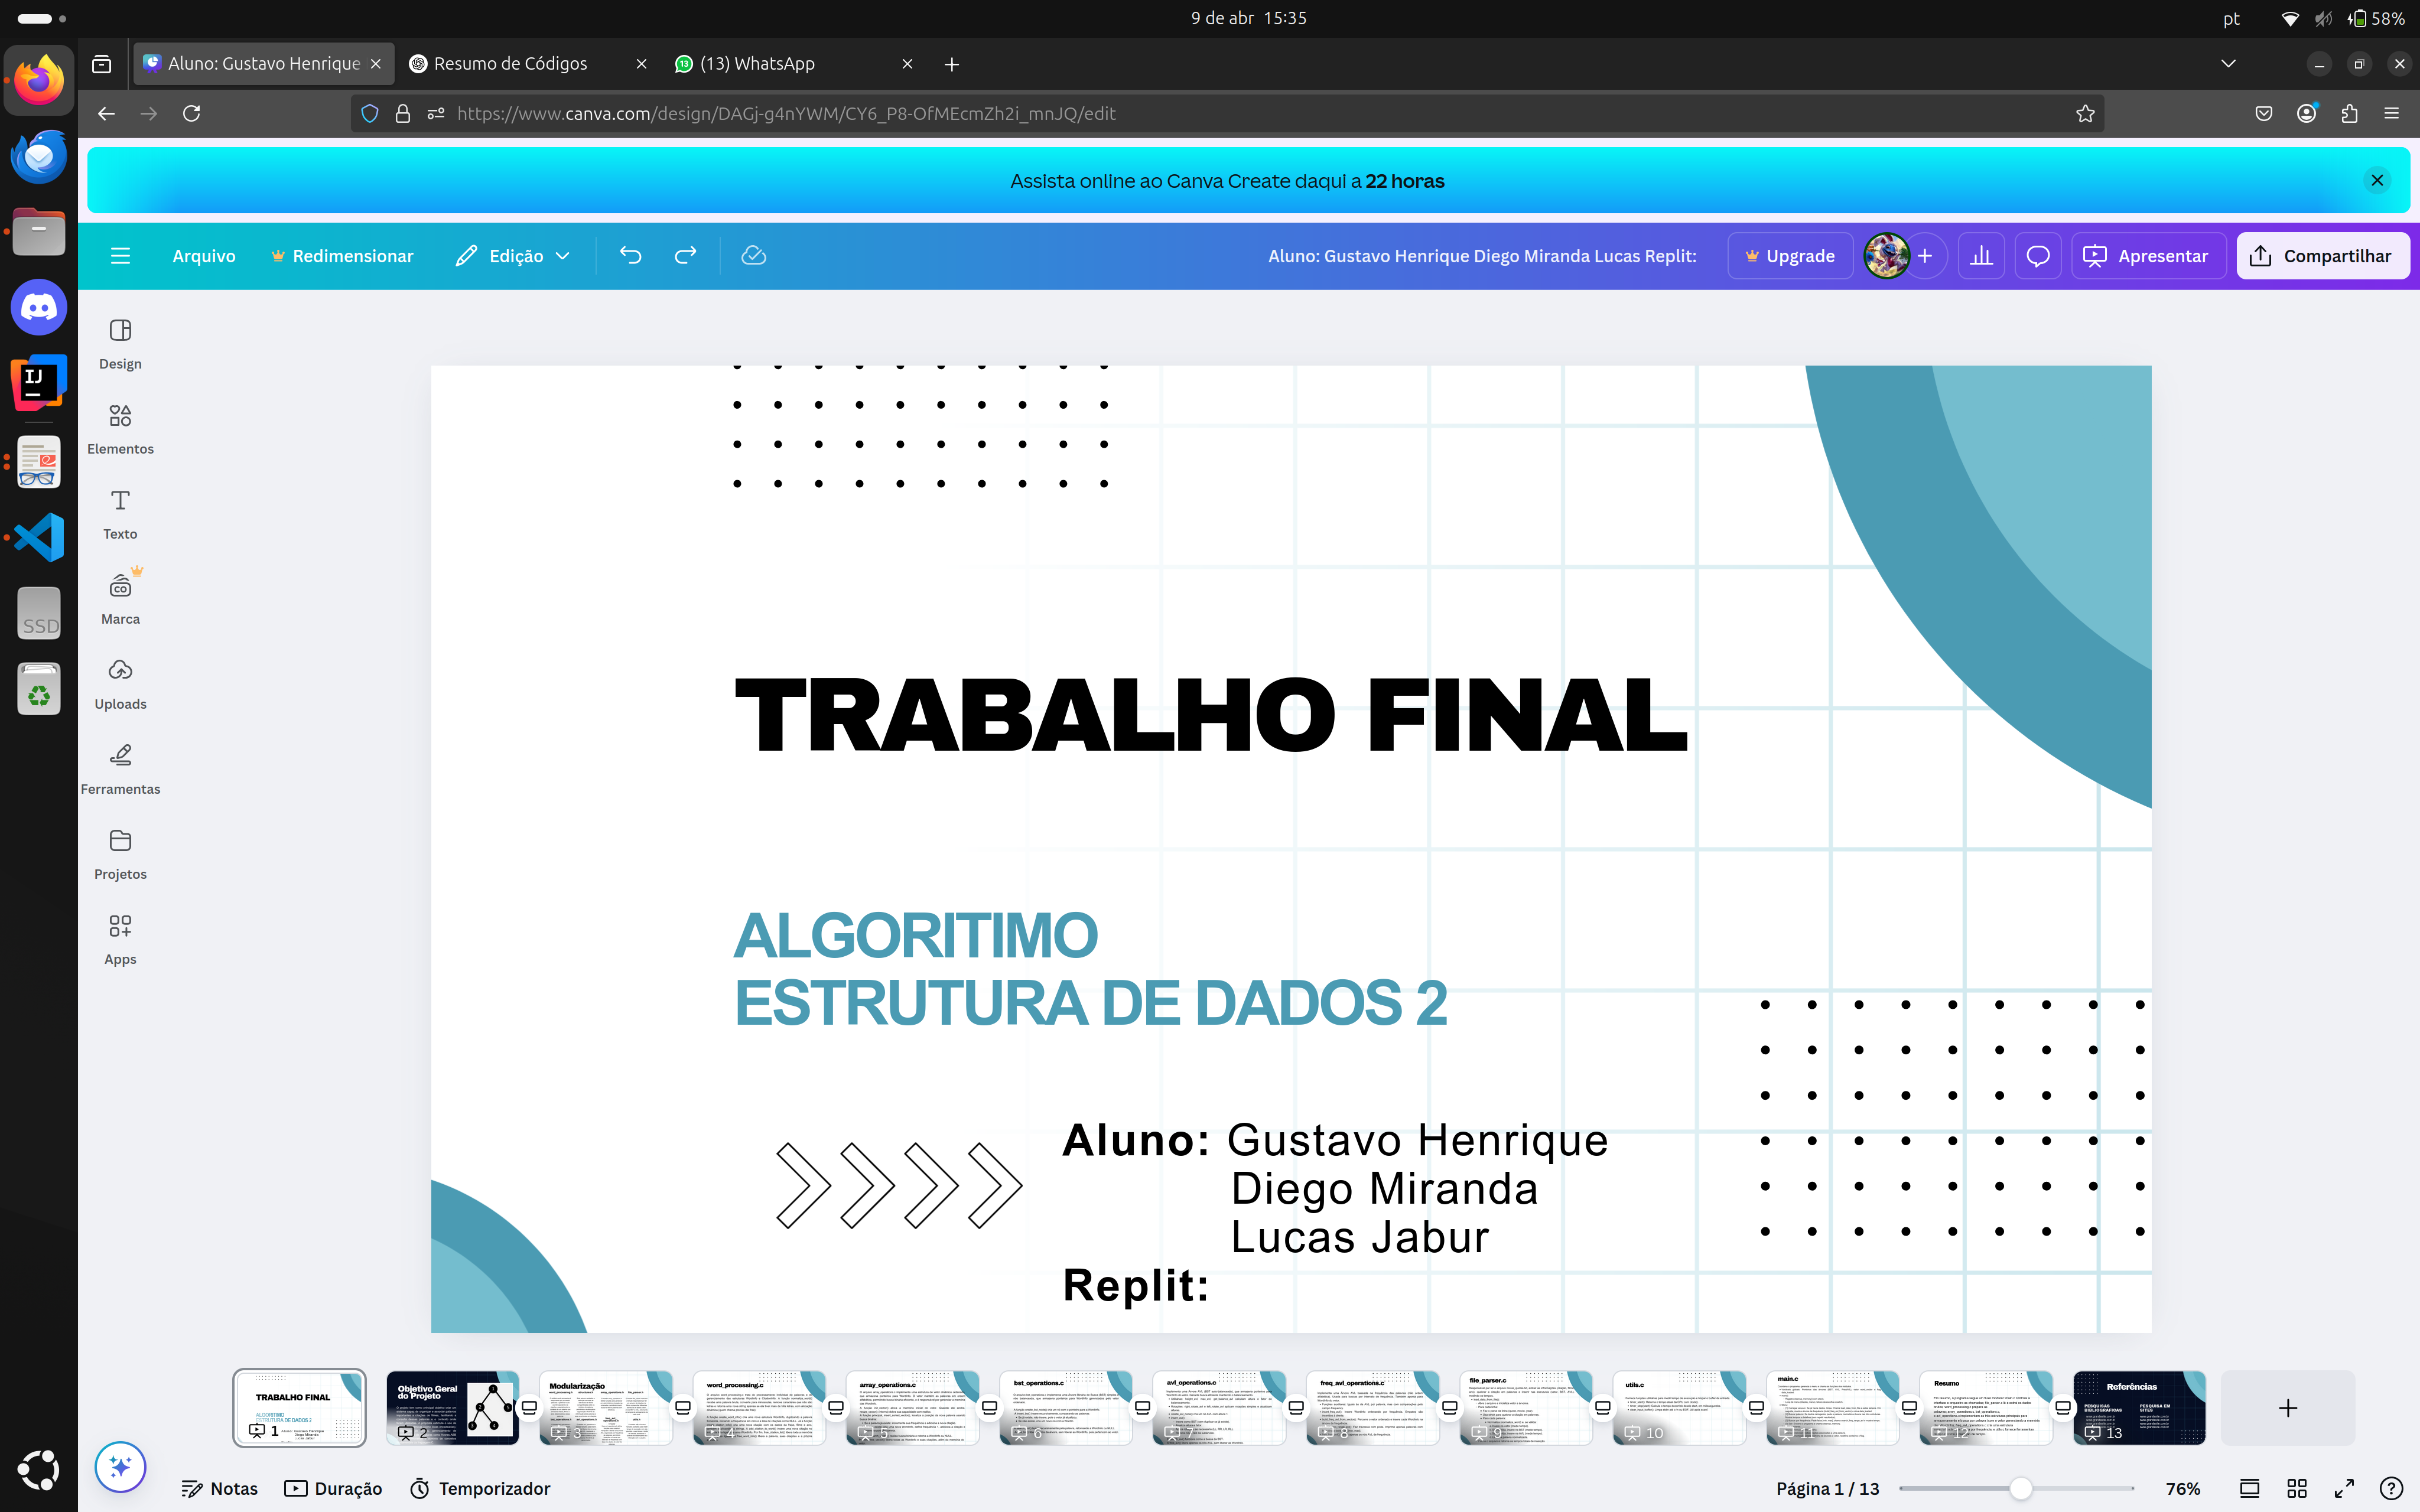 9 de abr 15:35
pt
58%
Aluno: Gustavo Henrique
Resumo de Códigos
(13) WhatsApp
https://www.canva.com/design/DAGj-g4nYWM/CY6_P8-OfMEcmZh2i_mnJQ/edit
Assista online ao Canva Create daqui a 22 horas
Arquivo
Redimensionar
Edição
Aluno: Gustavo Henrique Diego Miranda Lucas Replit:
Upgrade
Apresentar
Compartilhar
Design
Elementos
Texto
Marca
Uploads
Ferramentas
Projetos
Apps
SSD
TRABALHO FINAL
ALGORITIMO
ESTRUTURA DE DADOS 2
Aluno: Gustavo Henrique
Diego Miranda
Lucas Jabur
Replit:
TRABALHO FINAL
ALGORITIMO
ESTRUTURA DE DADOS 2
1
Objetivo Geral
do Projeto
2
Modularização
3
word_processing.c
4
array_operations.c
5
bst_operations.c
6
avl_operations.c
7
freq_avl_operations.c
8
file_parser.c
9
utils.c
10
main.c
11
Resumo
12
Referências
13
Notas
Duração
Temporizador
Página 1 / 13
76%